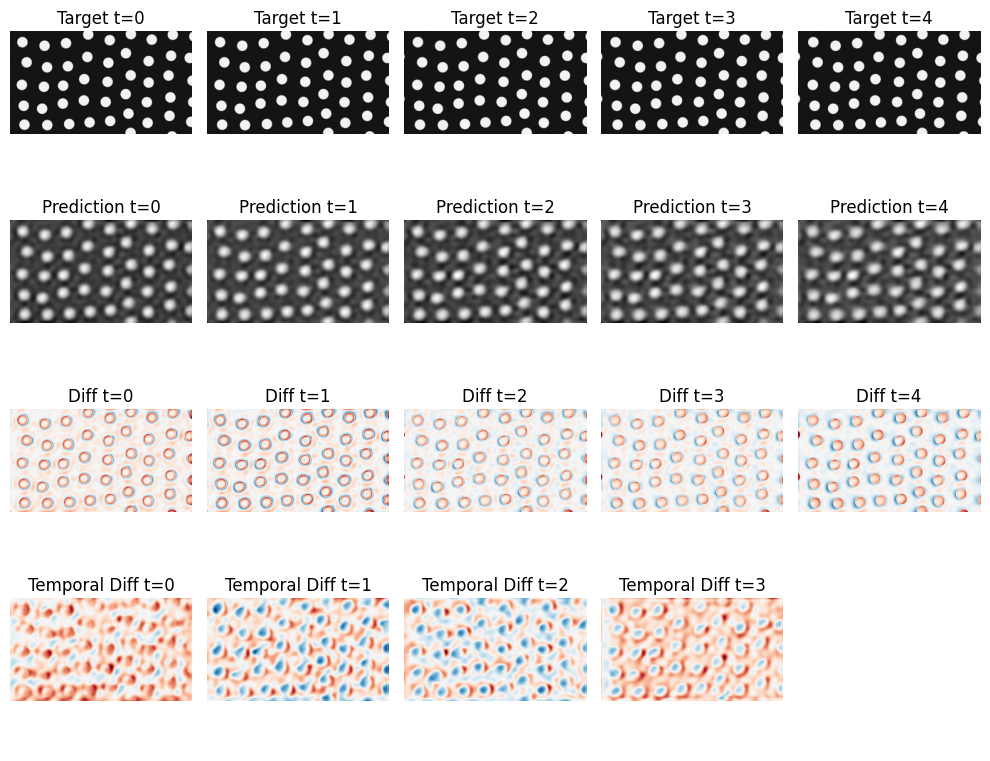 Target t=0 Target t=1 Target t=2 Target t=3 Target t=4
Prediction t=0 Prediction t=1 Prediction t=2 Prediction t=3 Prediction t=4
Diff t=0 Diff t=1 Diff t=2 Diff t=3 Diff t=4
Temporal Diff t=0 Temporal Diff t=1 Temporal Diff t=2 Temporal Diff t=3